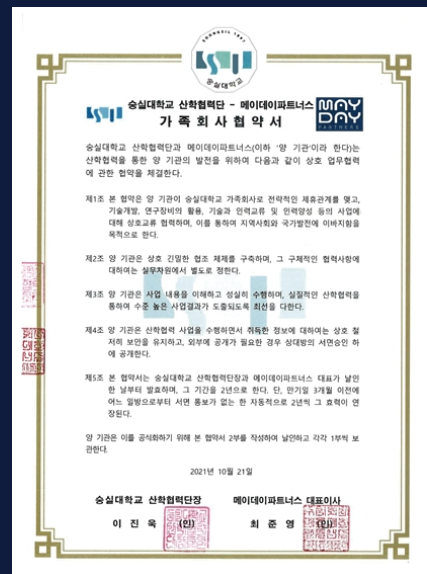 SOONGSIL 1897
숭실대학교
숭실대학교 산학협력단 - 메이데이파트너스
MAY
DAY
PARTNERS
가 족 회 사 협 약 서
숭실대학교 산학협력단과 메이데이파트너스(이하 '양 기관'이라 한다)는
산학협력을 통한 양 기관의 발전을 위하여 다음과 같이 상호 업무협력
에 관한 협약을 체결한다.
제1조 본 협약은 양 기관이 숭실대학교 가족회사로 전략적인 제휴관계를 맺고,
기술개발, 연구장비의 활용, 기술과 인력교류 및 인력양성 등의 사업에
대해 상호교류 협력하며, 이를 통하여 지역사회와 국가발전에 이바지함을
목적으로 한다.
제2조 양 기관은 상호 긴밀한 협조 체제를 구축하며, 그 구체적인 협력사항에
대하여는 실무차원에서 별도로 정한다.
제3조 양 기관은 사업 내용을 이해하고 성실히 수행하며, 실질적인 산학협력을
통하여 수준 높은 사업결과가 도출되도록 최선을 다한다.
제4조 양 기관은 산학협력 사업을 수행하면서 취득한 정보에 대하여는 상호 철
저히 보안을 유지하고, 외부에 공개가 필요한 경우 상대방의 서면승인 하
에 공개한다.
제5조 본 협약서는 숭실대학교 산학협력단장과 메이데이파트너스 대표가 날인
한 날부터 발효하며, 그 기간을 2년으로 한다. 단, 만기일 3개월 이전에
어느 일방으로부터 서면 통보가 없는 한 자동적으로 2년씩 그 효력이 연
장된다.
양 기관은 이를 공식화하기 위해 본 협약서 2부를 작성하여 날인하고 각각 1부씩 보
관한다.
2021년 10월 21일
숭실대학교 산학협력단장 메이데이파트너스 대표이사
이 진 욱 (인) 최 준 영 (인)